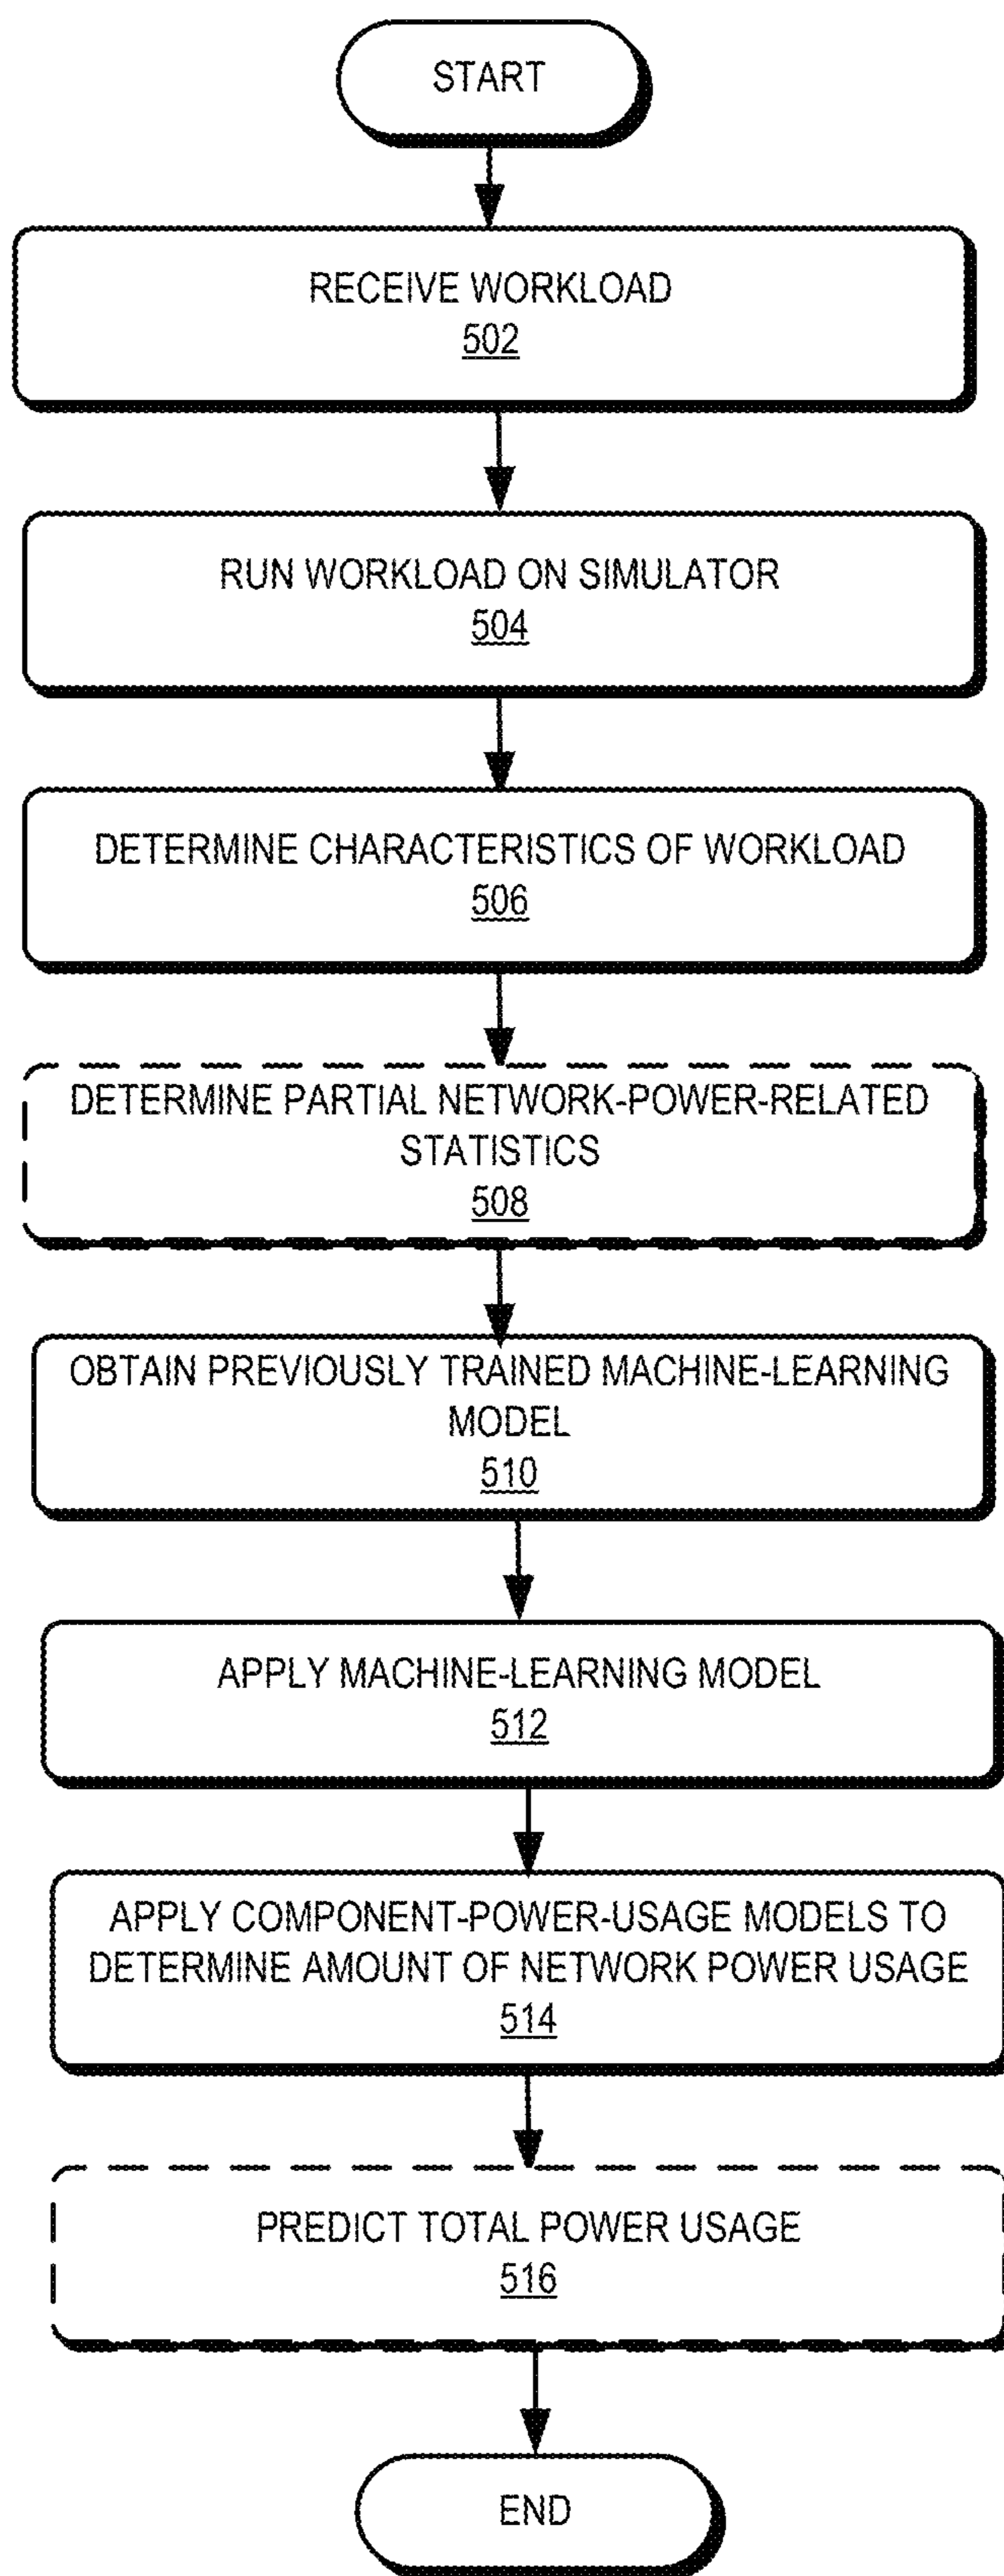 START
RECEIVE WORKLOAD
502
RUN WORKLOAD ON SIMULATOR
504
DETERMINE CHARACTERISTICS OF WORKLOAD
506
DETERMINE PARTIAL NETWORK-POWER-RELATED
STATISTICS
508
OBTAIN PREVIOUSLY TRAINED MACHINE-LEARNING
MODEL
510
APPLY MACHINE-LEARNING MODEL
512
APPLY COMPONENT-POWER-USAGE MODELS TO
DETERMINE AMOUNT OF NETWORK POWER USAGE
514
PREDICT TOTAL POWER USAGE
516
END